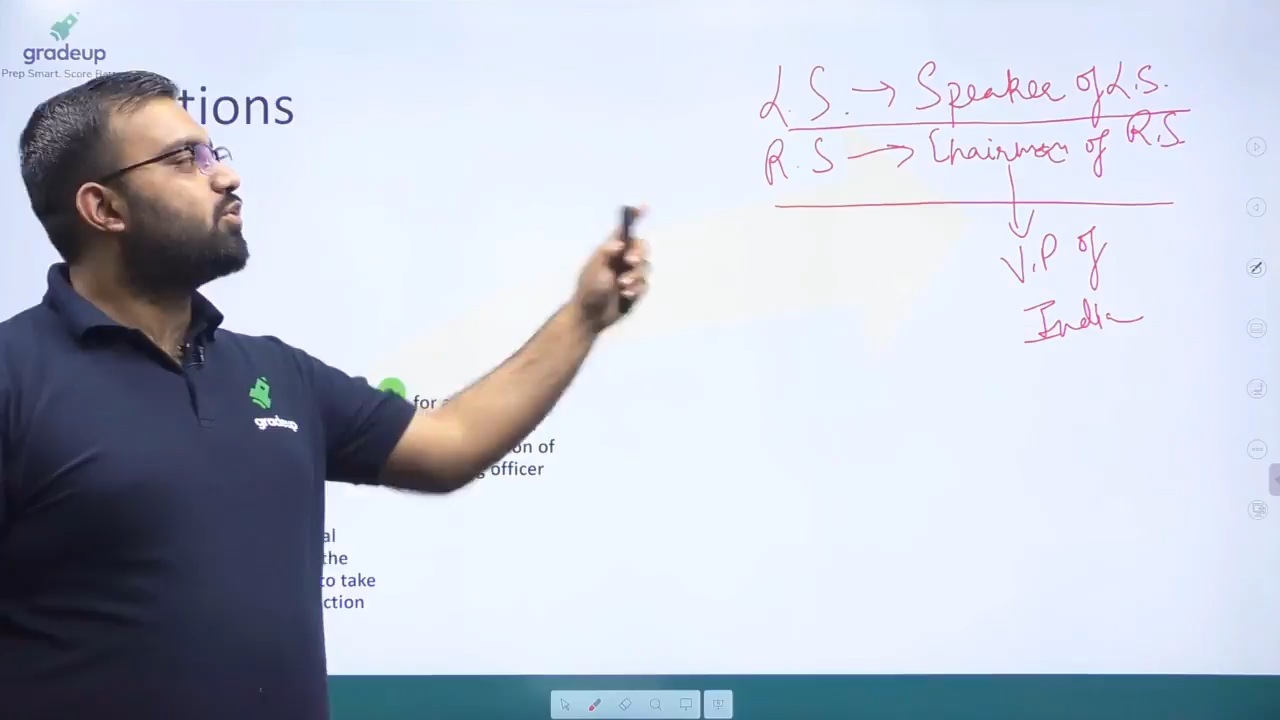 gradeup
Prep Smart. Score
tions
L.S. → Speaker of L.S.
R.S → Chairman of R.S.
V.P of
India
for
on of
officer
al
the
to take
ction
gradeup